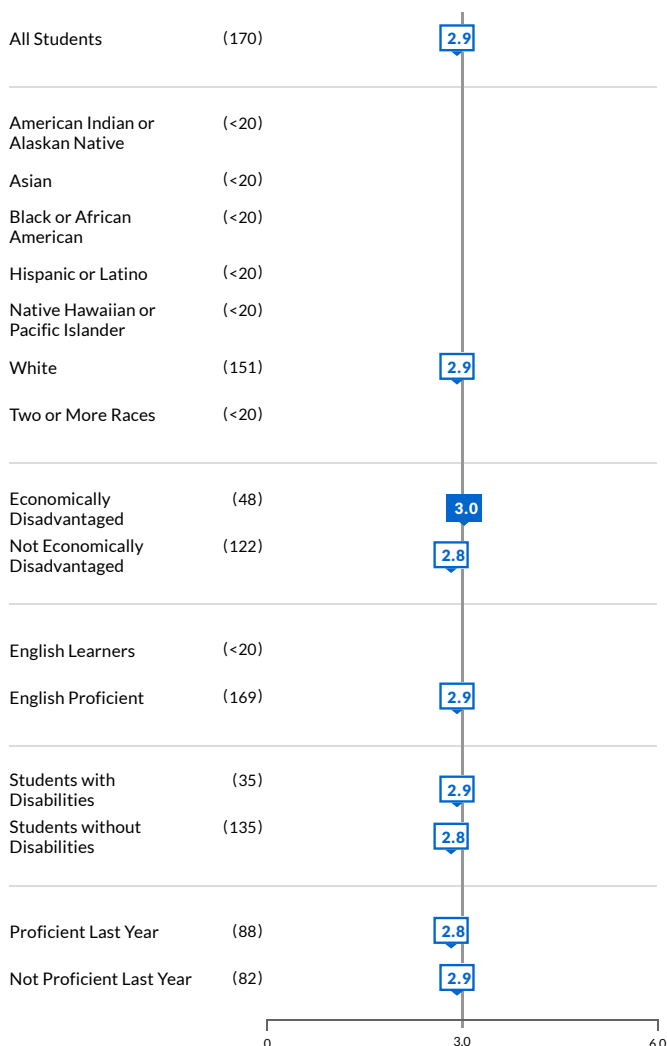 All Students (170) 2.9
American Indian or (<20)
Alaskan Native
Asian (<20)
Black or African (<20)
American
Hispanic or Latino (<20)
Native Hawaiian or (<20)
Pacific Islander
White (151) 2.9
Two or More Races (<20)
Economically (48) 3.0
Disadvantaged
Not Economically (122) 2.8
Disadvantaged
English Learners (<20)
English Proficient (169) 2.9
Students with (35) 2.9
Disabilities
Students without (135) 2.8
Disabilities
Proficient Last Year (88) 2.8
Not Proficient Last Year (82) 2.9
0 3.0 6.0